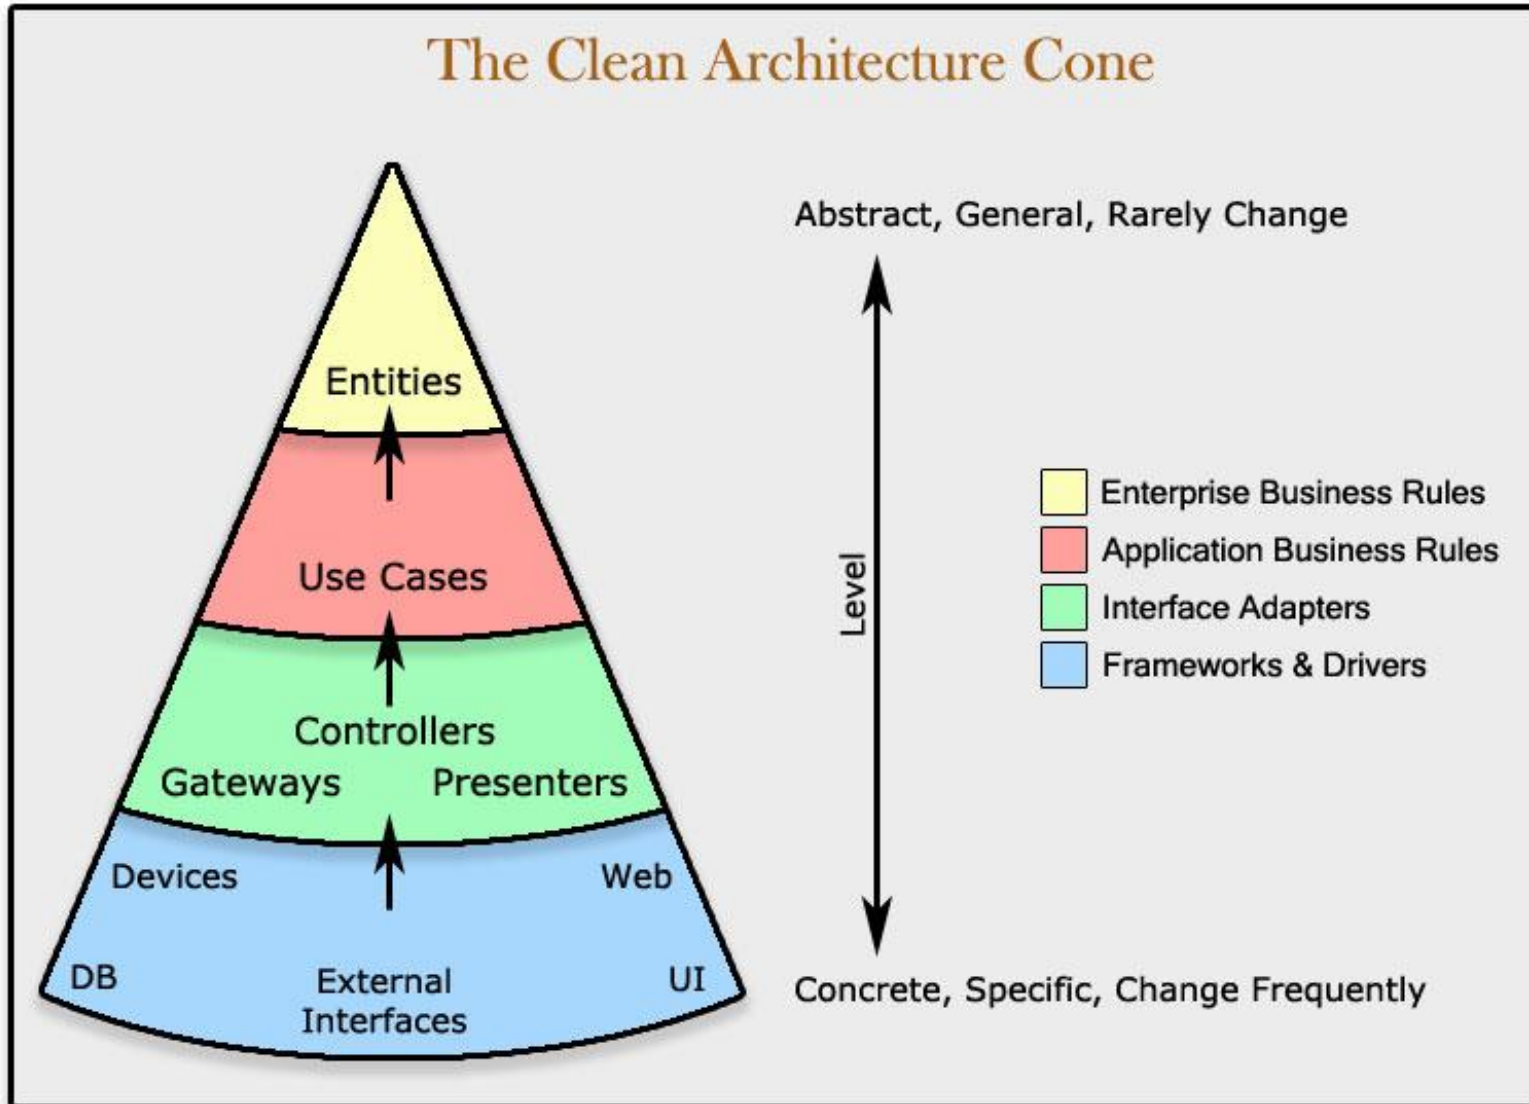 The Clean Architecture Cone
Abstract, General, Rarely Change
Entities
Use Cases
Controllers
Gateways Presenters
Devices Web
DB External UI
Interfaces
Level
Enterprise Business Rules
Application Business Rules
Interface Adapters
Frameworks & Drivers
Concrete, Specific, Change Frequently